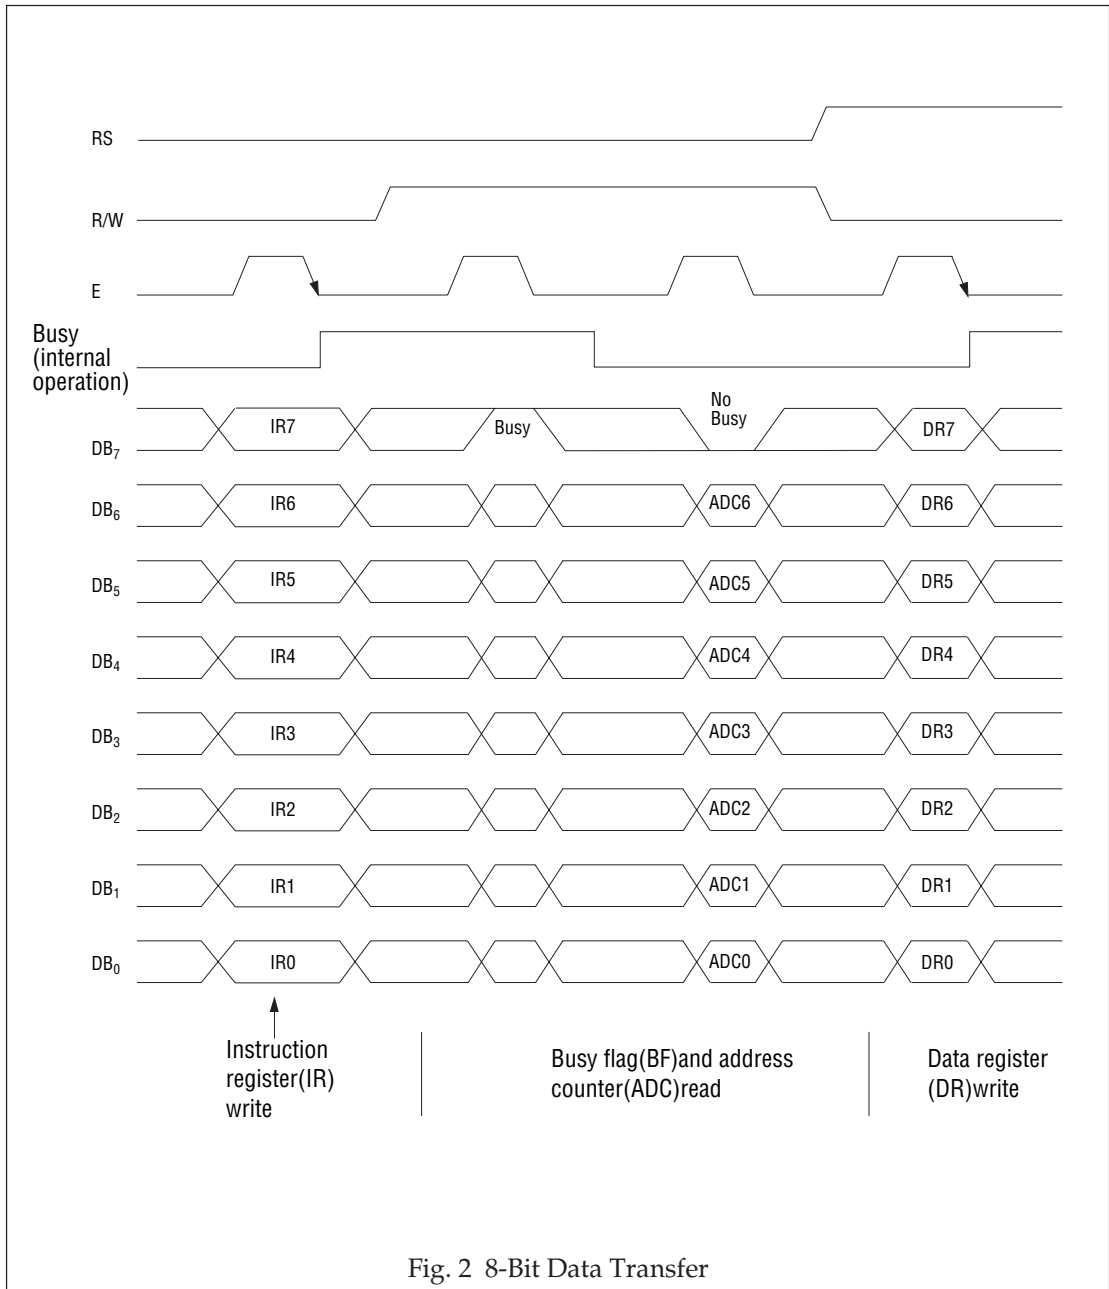 RS
R/W
E
Busy
(internal
operation)
No
Busy
DB7 IR7 Busy DR7
DB6 IR6 ADC6 DR6
DB5 IR5 ADC5 DR5
DB4 IR4 ADC4 DR4
DB3 IR3 ADC3 DR3
DB2 IR2 ADC2 DR2
DB1 IR1 ADC1 DR1
DB0 IR0 ADC0 DR0
Instruction
register(IR)
write
Busy flag(BF)and address
counter(ADC)read
Data register
(DR)write
Fig. 2 8-Bit Data Transfer